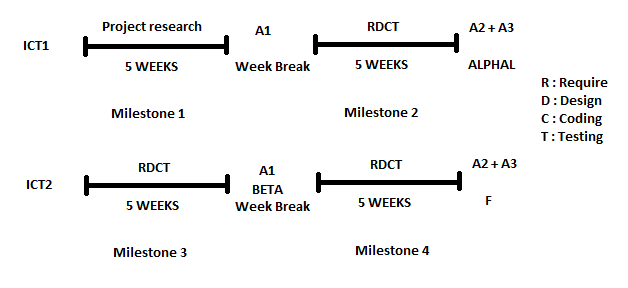 Project research
A1
RDCT
A2 + A3
ICT1
5 WEEKS
Week Break
5 WEEKS
ALPHAL
R : Require
D : Design
C : Coding
T : Testing
Milestone 1
Milestone 2
RDCT
A1
RDCT
A2 + A3
ICT2
BETA
5 WEEKS
Week Break
5 WEEKS
F
Milestone 3
Milestone 4